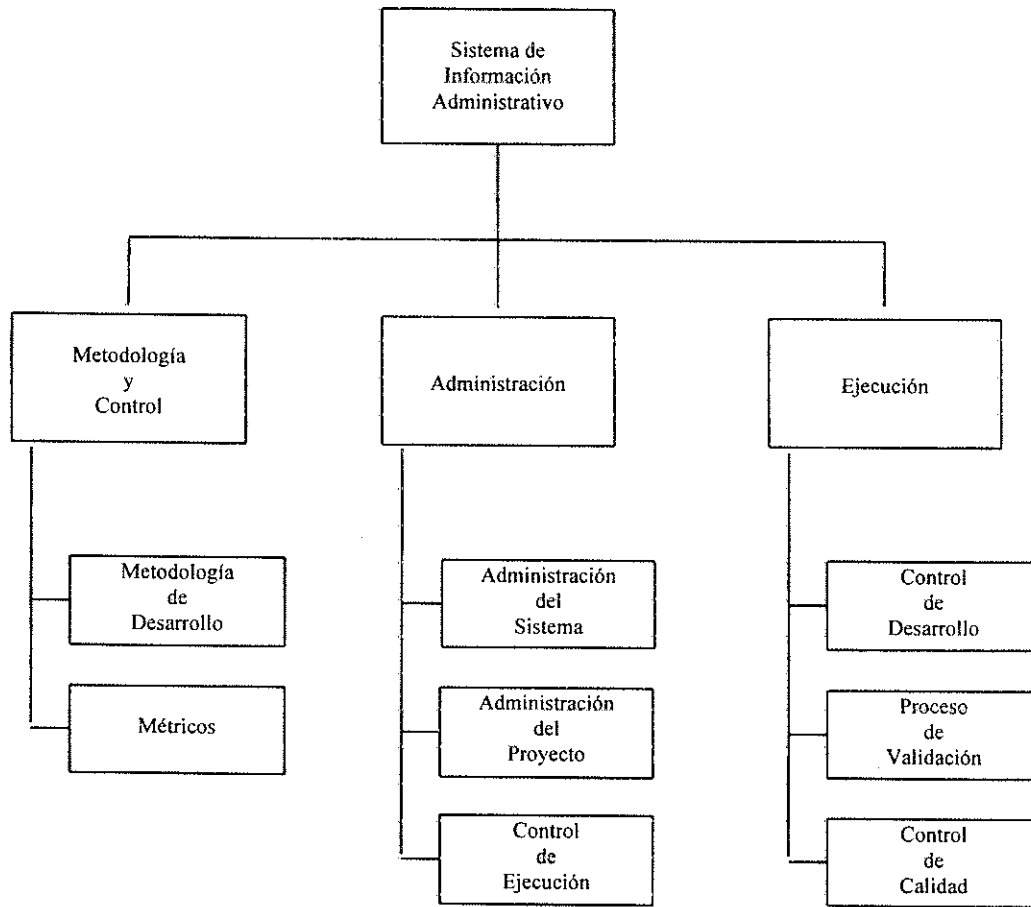 Sistema de
Información
Administrativo
Metodología
y
Control
Administración
Ejecución
Metodología
de
Desarrollo
Métricos
Administración
del
Sistema
Administración
del
Proyecto
Control
de
Ejecución
Control
de
Desarrollo
Proceso
de
Validación
Control
de
Calidad